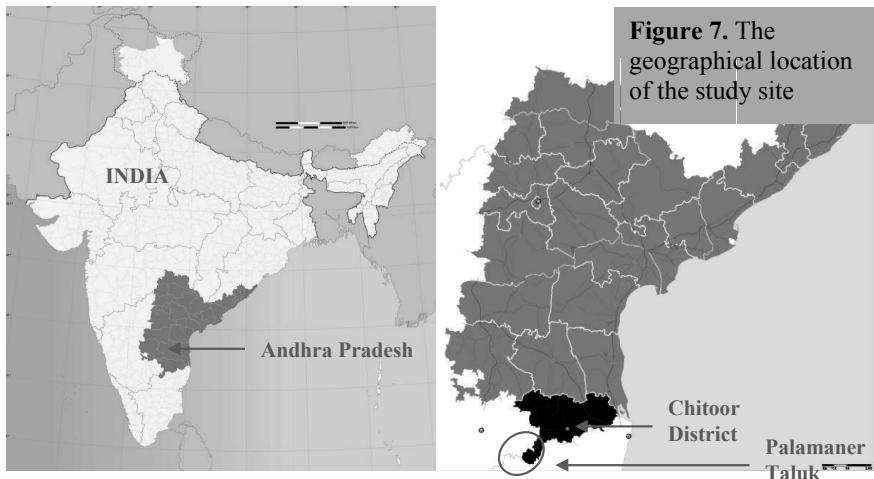 Figure 7. The
geographical location
of the study site
INDIA
Andhra Pradesh
Chitoor
District
Palamaner
Taluk